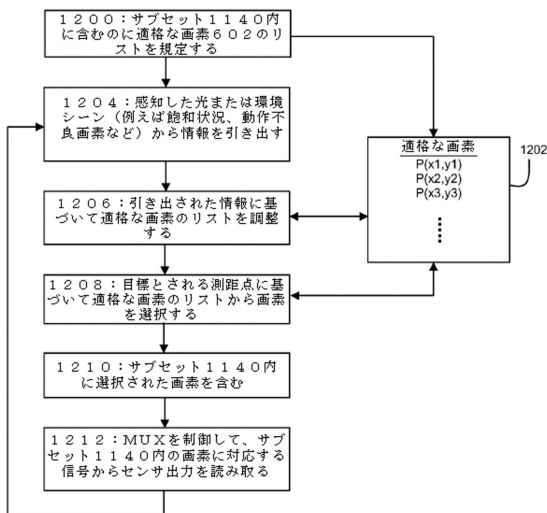 1200:サブセット1140内
に含むのに適格な画素602のリ
ストを規定する
1204:感知した光または環境
シーン(例えば飽和状況、動作不
良画素など)から情報を引き出す
適格な画素
P(x1,y1)
P(x2,y2)
P(x3,y3)
1202
1206:引き出された情報に基
づいて適格な画素のリストを調整
する
1208:目標とされる測距点に基
づいて適格な画素のリストから画素
を選択する
1210:サブセット1140内
に選択された画素を含む
1212:MUXを制御して、サブ
セット1140内の画素に対応する
信号からセンサ出力を読み取る